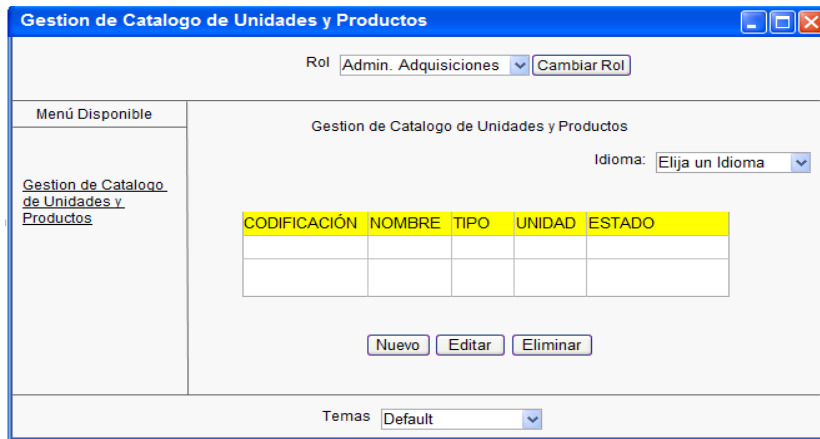 Gestion de Catalogo de Unidades y Productos
Rol Admin. Adquisiciones Cambiar Rol
Menú Disponible
Gestion de Catalogo de Unidades y Productos
Idioma: Elija un Idioma
Gestion de Catalogo
de Unidades y
Productos
CODIFICACIÓN NOMBRE TIPO UNIDAD ESTADO
Nuevo Editar Eliminar
Temas Default